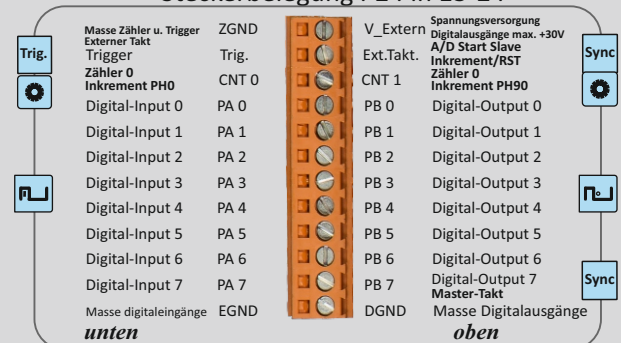 Masse Zähler u. Trigger ZGND V_Extern Spannungsversorgung
Externer Takt Digitalausgänge max. +30V
Trig. Trigger Trig. Ext.Takt. A/D Start Slave Sync
Inkrement/RST
Zähler 0 CNT 0 CNT 1 Zähler 0
Inkrement PH0 Inkrement PH90
Digital-Input 0 PA 0 PB 0 Digital-Output 0
Digital-Input 1 PA 1 PB 1 Digital-Output 1
Digital-Input 2 PA 2 PB 2 Digital-Output 2
Digital-Input 3 PA 3 PB 3 Digital-Output 3
Digital-Input 4 PA 4 PB 4 Digital-Output 4
Digital-Input 5 PA 5 PB 5 Digital-Output 5
Digital-Input 6 PA 6 PB 6 Digital-Output 6
Digital-Input 7 PA 7 PB 7 Digital-Output 7 Sync
Master-Takt
Masse digitaleingänge EGND DGND Masse Digitalausgänge
unten oben